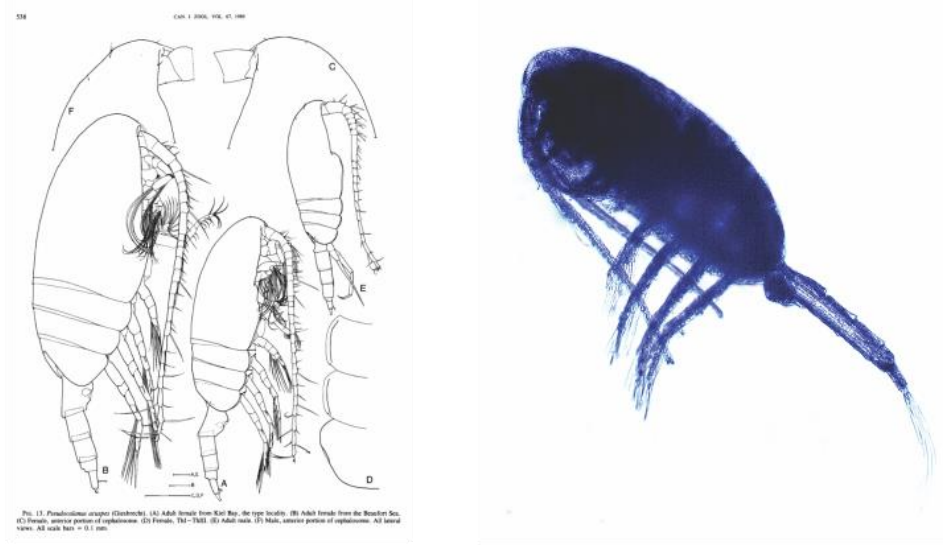 538
CAN. J. ZOOL. VOL. 67, 1989
C
F
E
B
A
D
FIG. 13. Pseudocalanus acuspes (Giesbrecht). (A) Adult female from Kiel Bay, the type locality. (B) Adult female from the Beaufort Sea.
(C) Female, anterior portion of cephalosome. (D) Female, ThI–ThIII. (E) Adult male. (F) Male, anterior portion of cephalosome. All lateral
views. All scale bars = 0.1 mm.